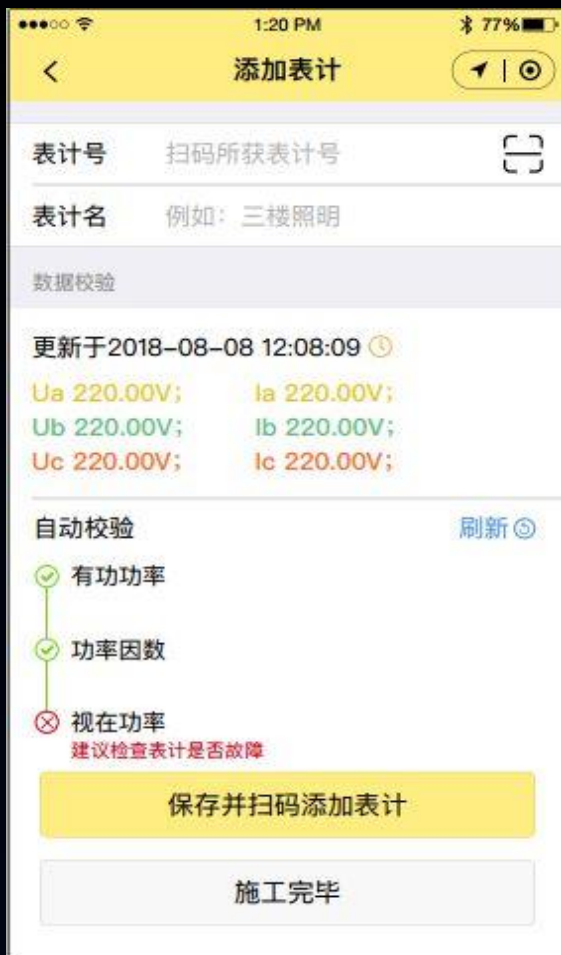 1:20 PM
77%
添加表计
表计号 扫码所获表计号
表计名 例如：三楼照明
数据校验
更新于2018-08-08 12:08:09
Ua 220.00V; Ia 220.00V;
Ub 220.00V; Ib 220.00V;
Uc 220.00V; Ic 220.00V;
自动校验 刷新
有功功率
功率因数
视在功率
建议检查表计是否故障
保存并扫码添加表计
施工完毕